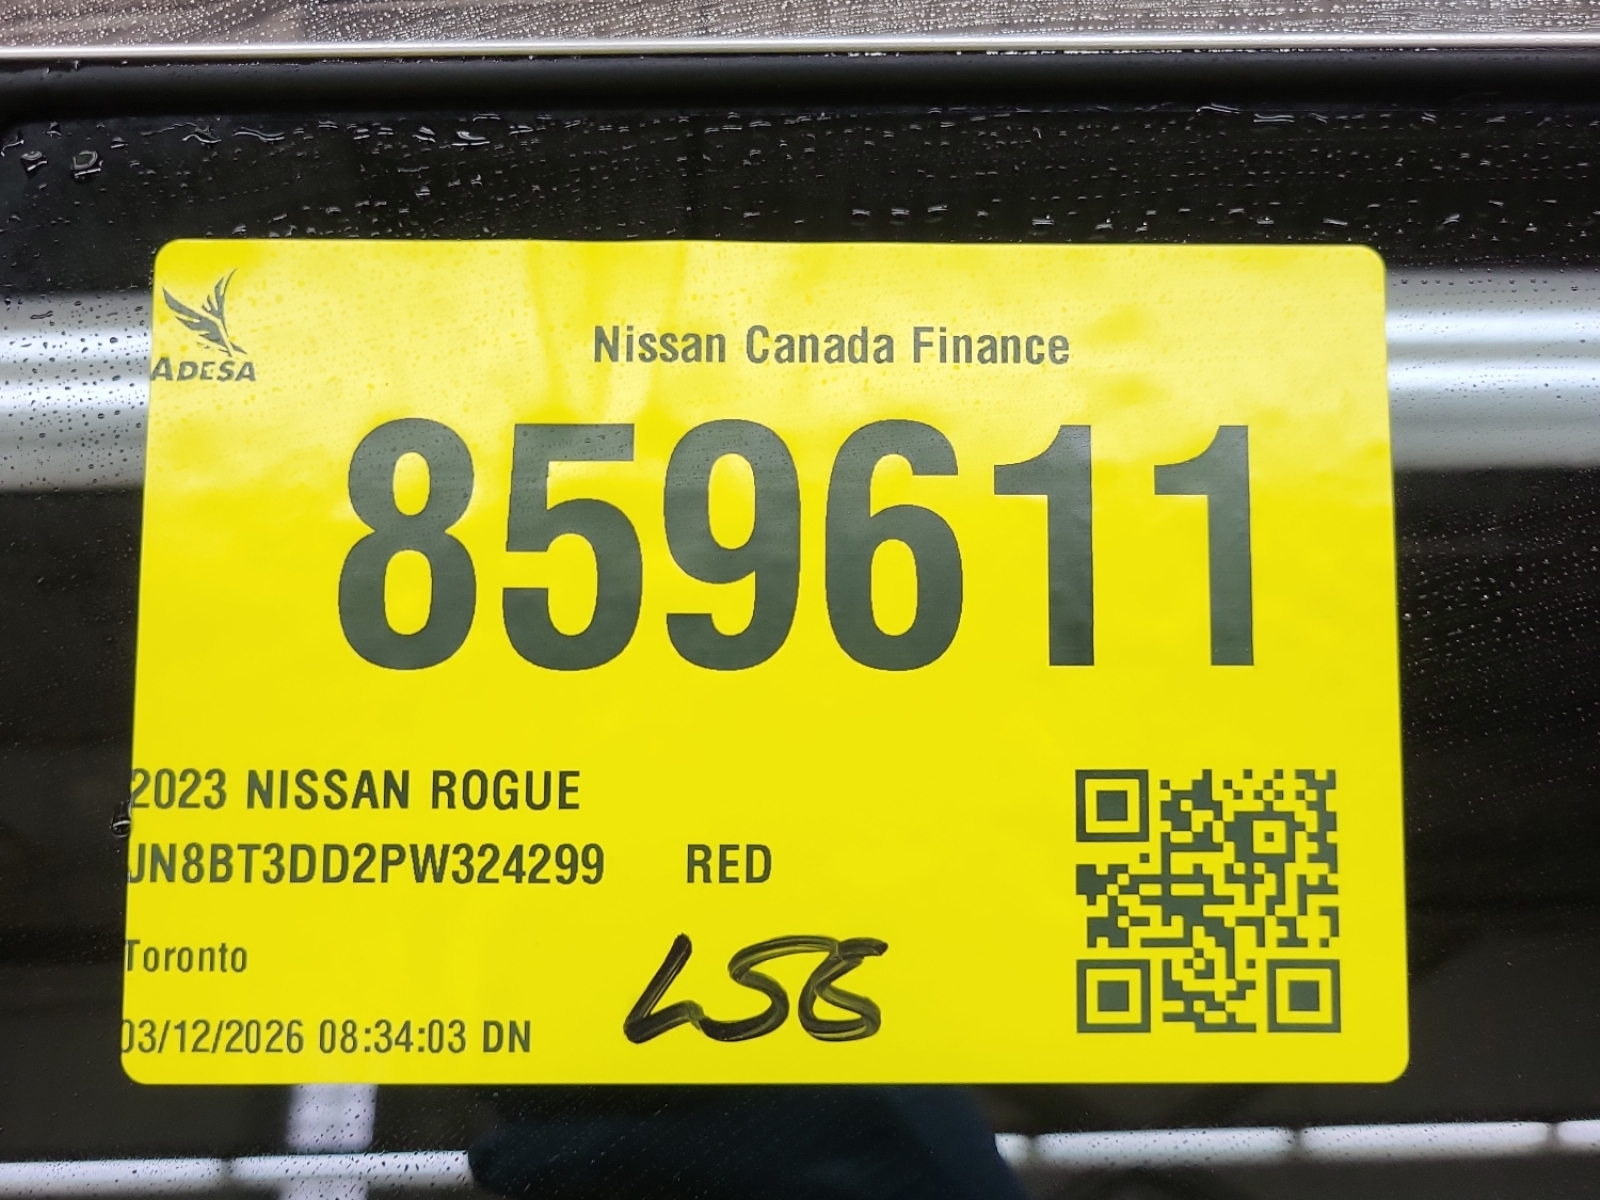 ADESA
Nissan Canada Finance
859611
2023 NISSAN ROGUE
JN8BT3DD2PW324299 RED
Toronto
03/12/2026 08:34:03 DN